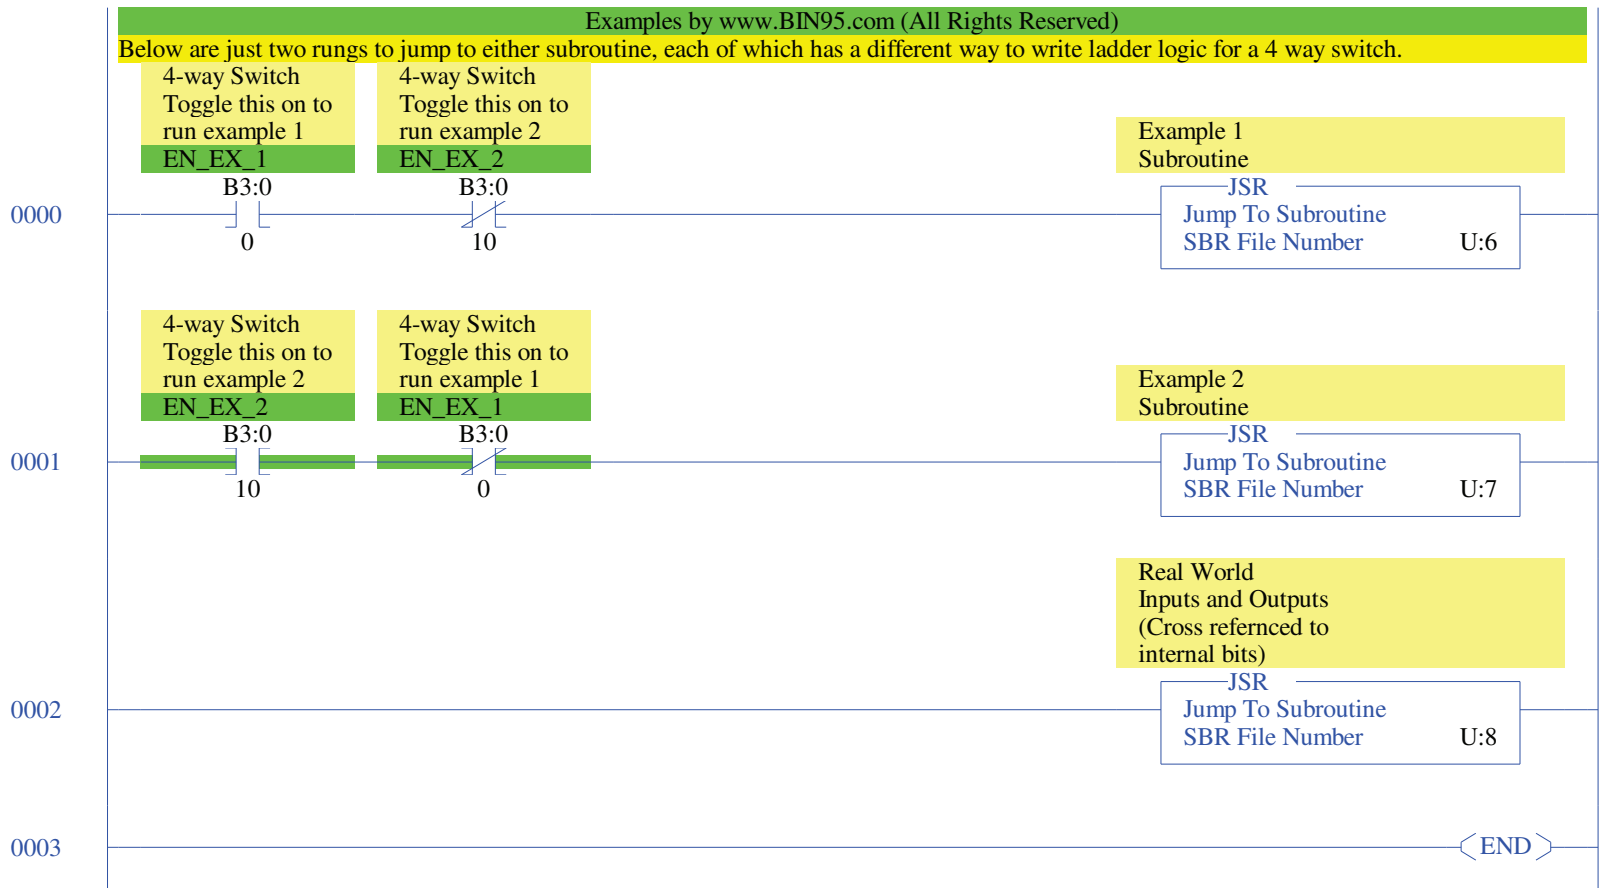 Examples by www.BIN95.com (All Rights Reserved)
Below are just two rungs to jump to either subroutine, each of which has a different way to write ladder logic for a 4 way switch.
4-way Switch
Toggle this on to
run example 1
EN_EX_1
B3:0
0
4-way Switch
Toggle this on to
run example 2
EN_EX_2
B3:0
10
Example 1
Subroutine
JSR
Jump To Subroutine
SBR File Number U:6
0000
4-way Switch
Toggle this on to
run example 2
EN_EX_2
B3:0
10
4-way Switch
Toggle this on to
run example 1
EN_EX_1
B3:0
0
Example 2
Subroutine
JSR
Jump To Subroutine
SBR File Number U:7
0001
Real World
Inputs and Outputs
(Cross refernced to
internal bits)
JSR
Jump To Subroutine
SBR File Number U:8
0002
0003
END